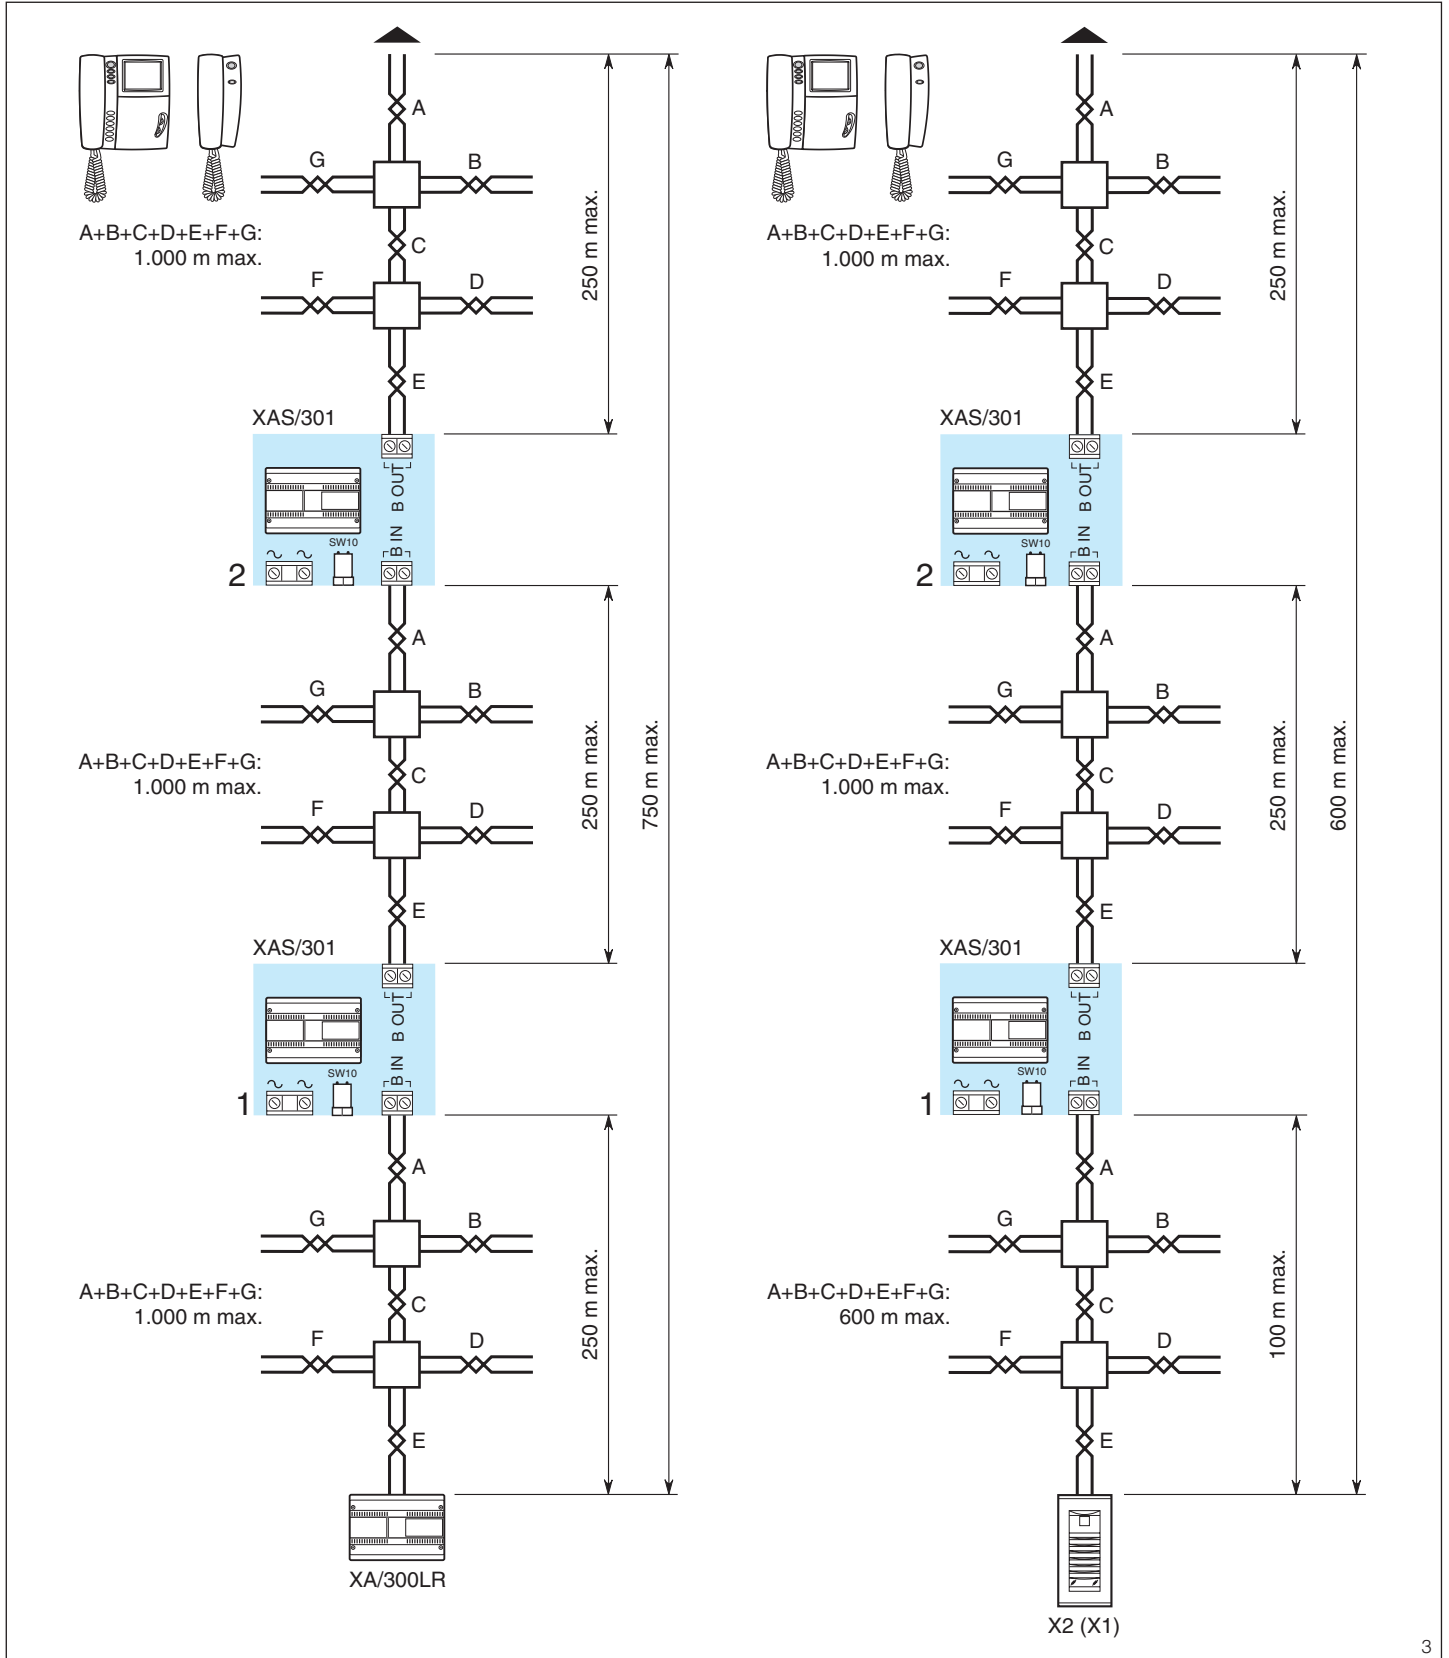 A
G
B
A+B+C+D+E+F+G:
1.000 m max.
C
F
D
E
250 m max.
XAS/301
B OUT
B IN
SW10
2
A
G
B
A+B+C+D+E+F+G:
1.000 m max.
C
F
D
E
250 m max.
750 m max.
XAS/301
B OUT
B IN
SW10
1
A
G
B
A+B+C+D+E+F+G:
1.000 m max.
C
F
D
E
250 m max.
XA/300LR
A
G
B
A+B+C+D+E+F+G:
1.000 m max.
C
F
D
E
250 m max.
XAS/301
B OUT
B IN
SW10
2
A
G
B
A+B+C+D+E+F+G:
1.000 m max.
C
F
D
E
250 m max.
600 m max.
XAS/301
B OUT
B IN
SW10
1
A
G
B
A+B+C+D+E+F+G:
600 m max.
C
F
D
E
100 m max.
X2 (X1)
3